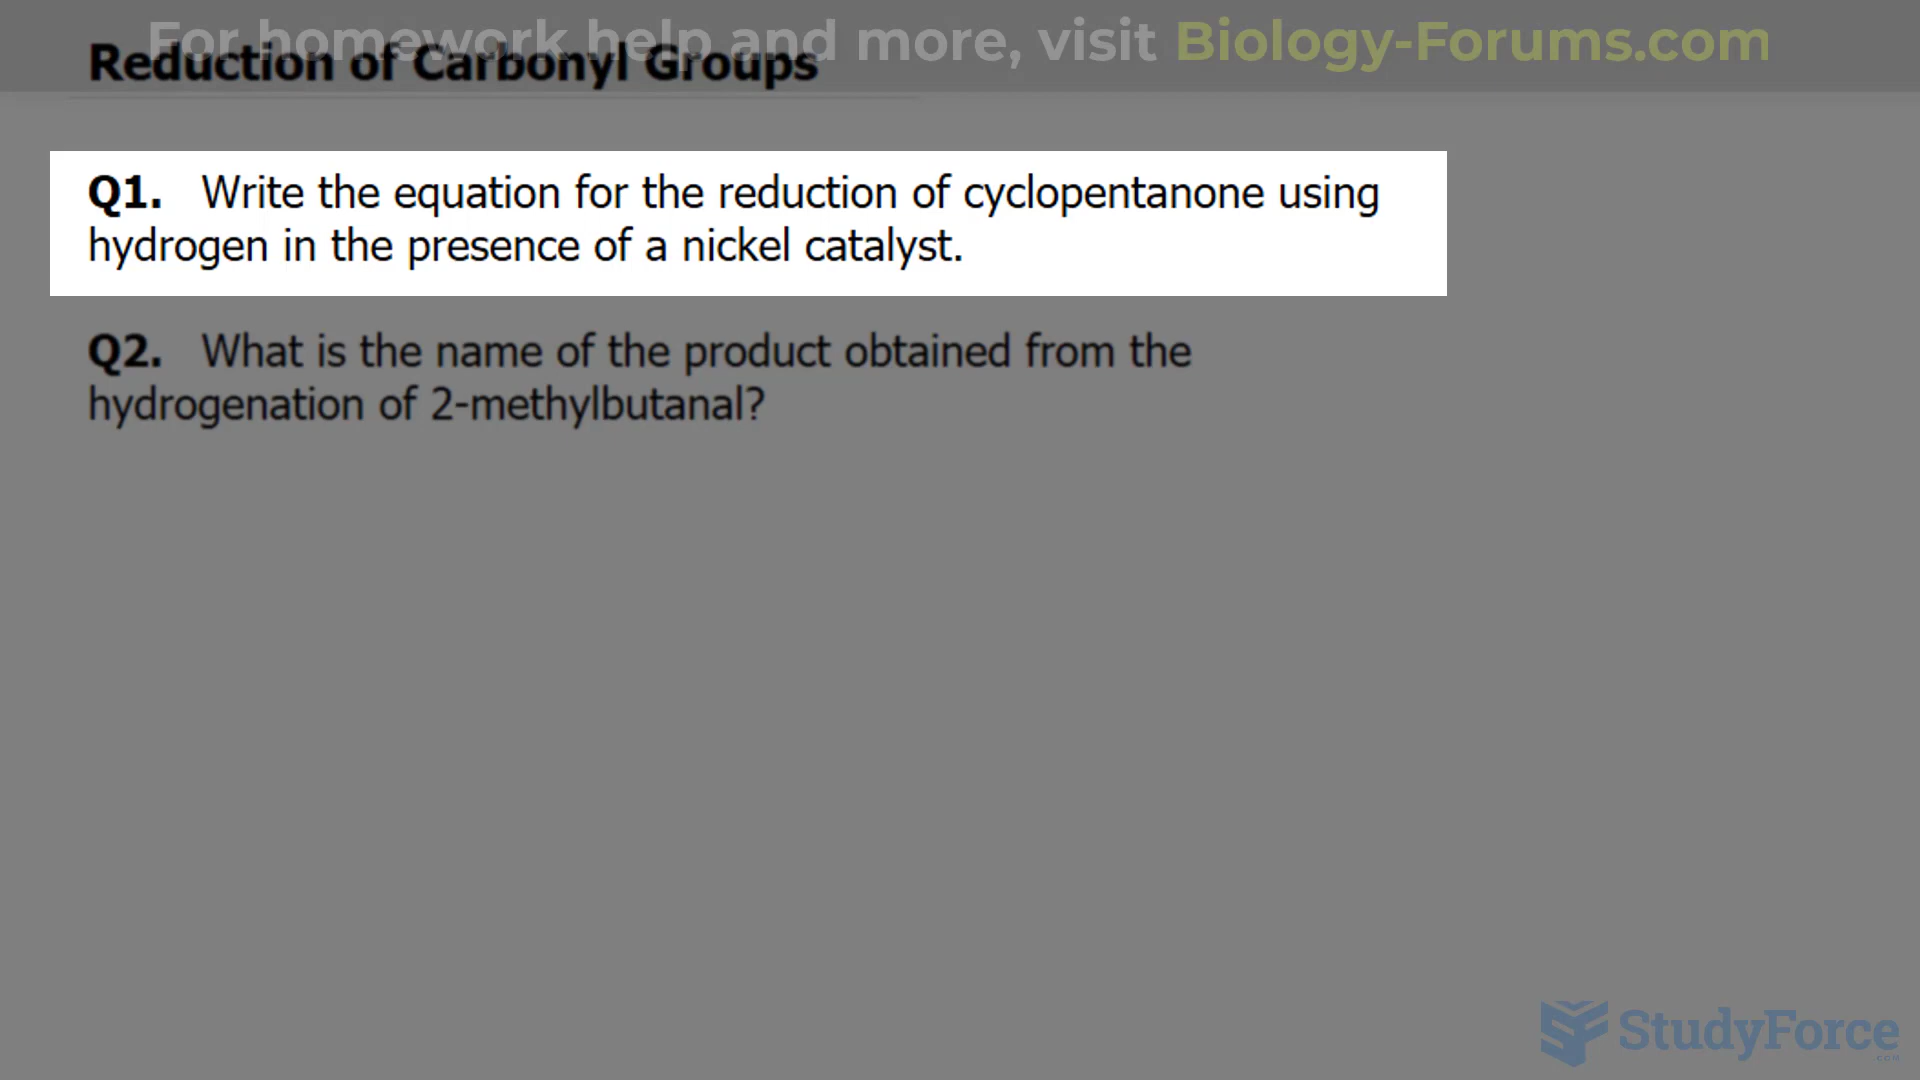 For homework help and more, visit Biology-Forums.com
Reduction of Carbonyl Groups
Q1. Write the equation for the reduction of cyclopentanone using
hydrogen in the presence of a nickel catalyst.
Q2. What is the name of the product obtained from the
hydrogenation of 2-methylbutanal?
StudyForce
.COM